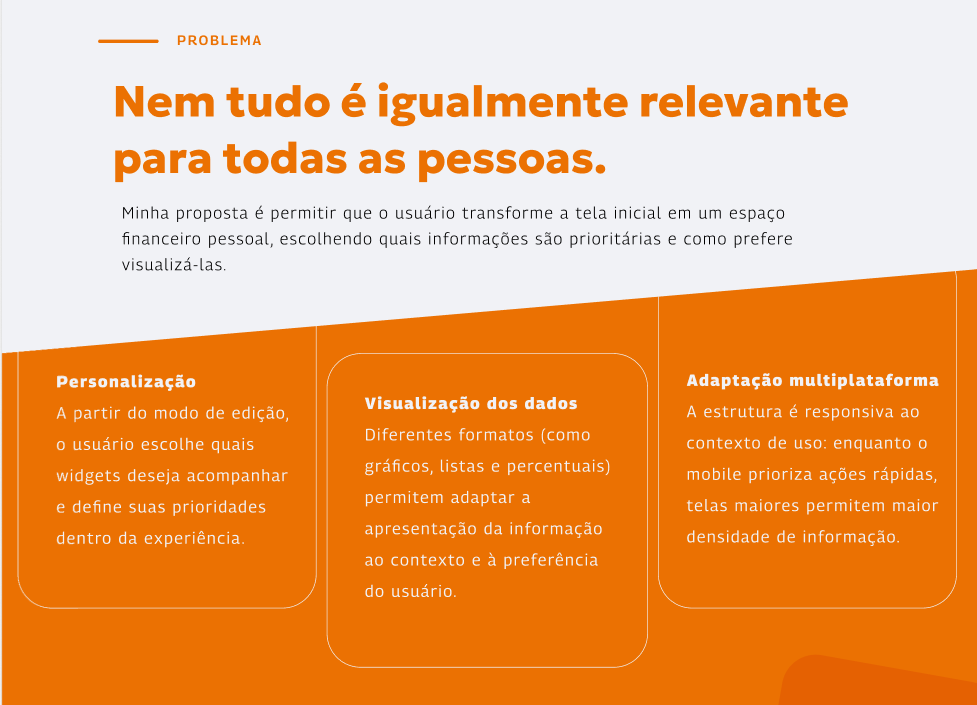 PROBLEMA
Nem tudo é igualmente relevante
para todas as pessoas.
Minha proposta é permitir que o usuário transforme a tela inicial em um espaço
financeiro pessoal, escolhendo quais informações são prioritárias e como prefere
visualizá-las.
Personalização
A partir do modo de edição,
o usuário escolhe quais
widgets deseja acompanhar
e define suas prioridades
dentro da experiência.
Visualização dos dados
Diferentes formatos (como
gráficos, listas e percentuais)
permitem adaptar a
apresentação da informação
ao contexto e à preferência
do usuário.
Adaptação multiplataforma
A estrutura é responsiva ao
contexto de uso: enquanto o
mobile prioriza ações rápidas,
telas maiores permitem maior
densidade de informação.